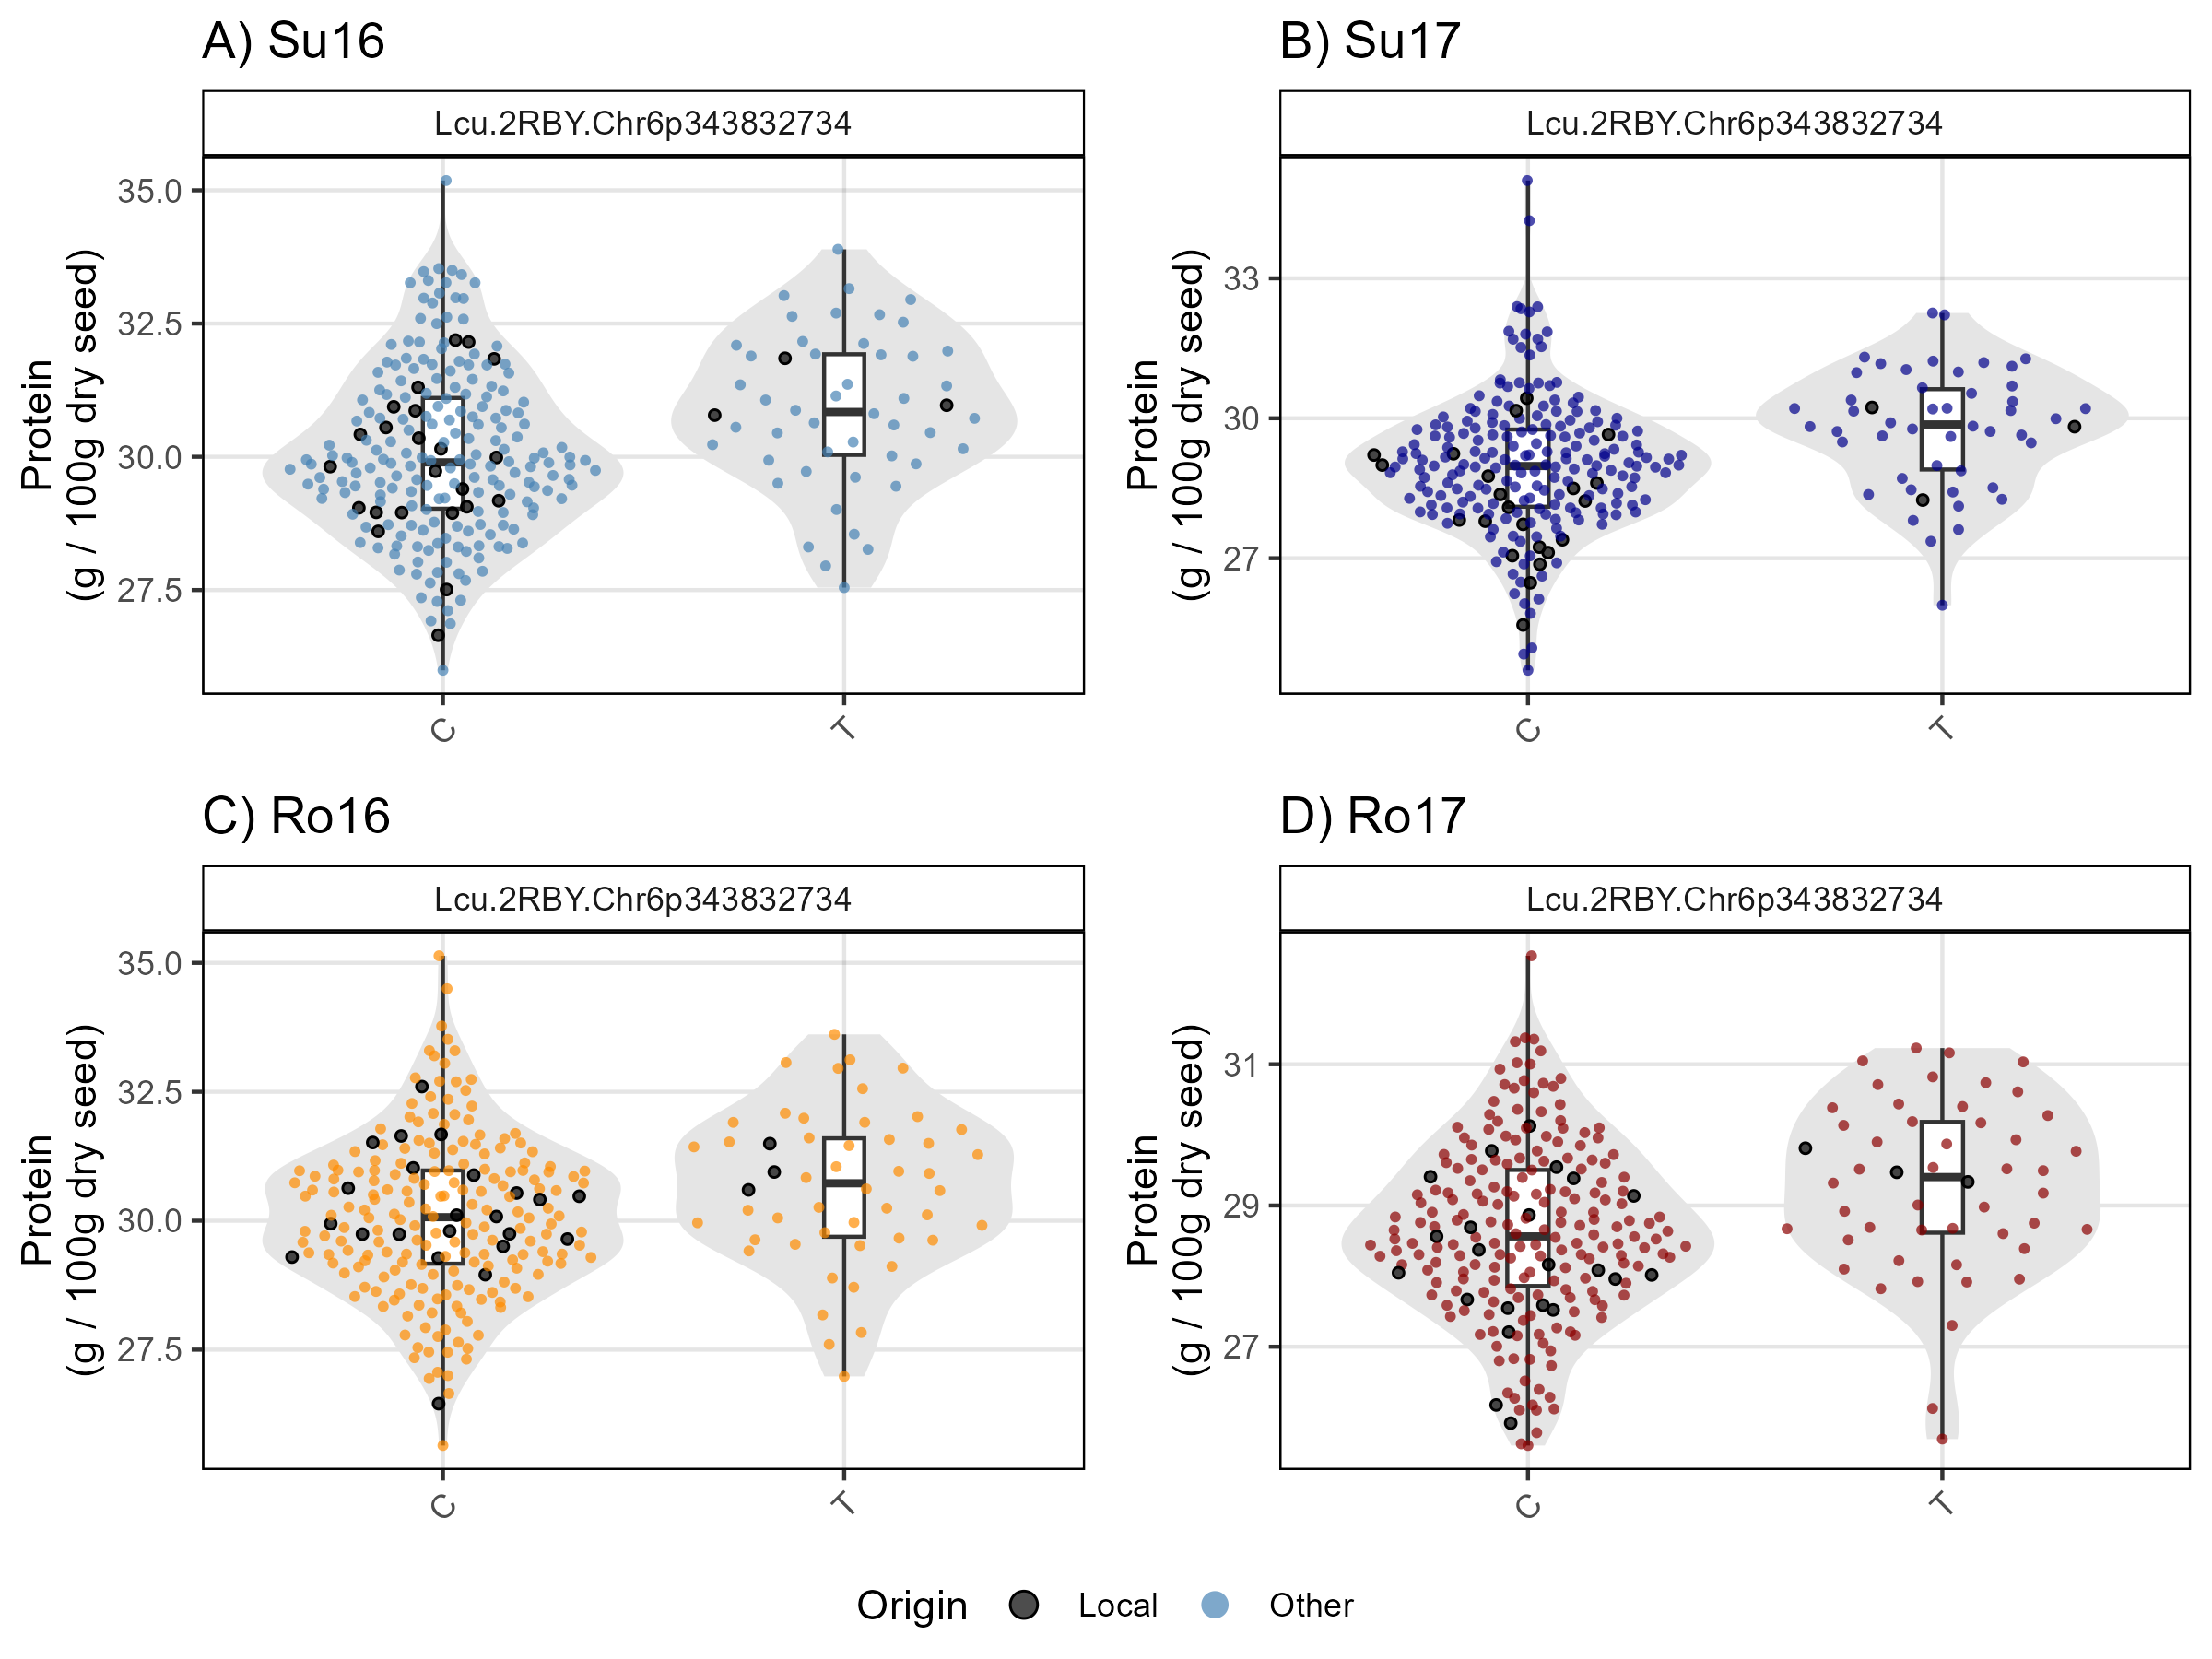 A) Su16
Lcu.2RBY.Chr6p343832734
Protein
(g / 100g dry seed)
35.0
32.5
30.0
27.5
C
T
B) Su17
Lcu.2RBY.Chr6p343832734
Protein
(g / 100g dry seed)
33
30
27
C
T
C) Ro16
Lcu.2RBY.Chr6p343832734
Protein
(g / 100g dry seed)
35.0
32.5
30.0
27.5
C
T
D) Ro17
Lcu.2RBY.Chr6p343832734
Protein
(g / 100g dry seed)
31
29
27
C
T
Origin
Local
Other